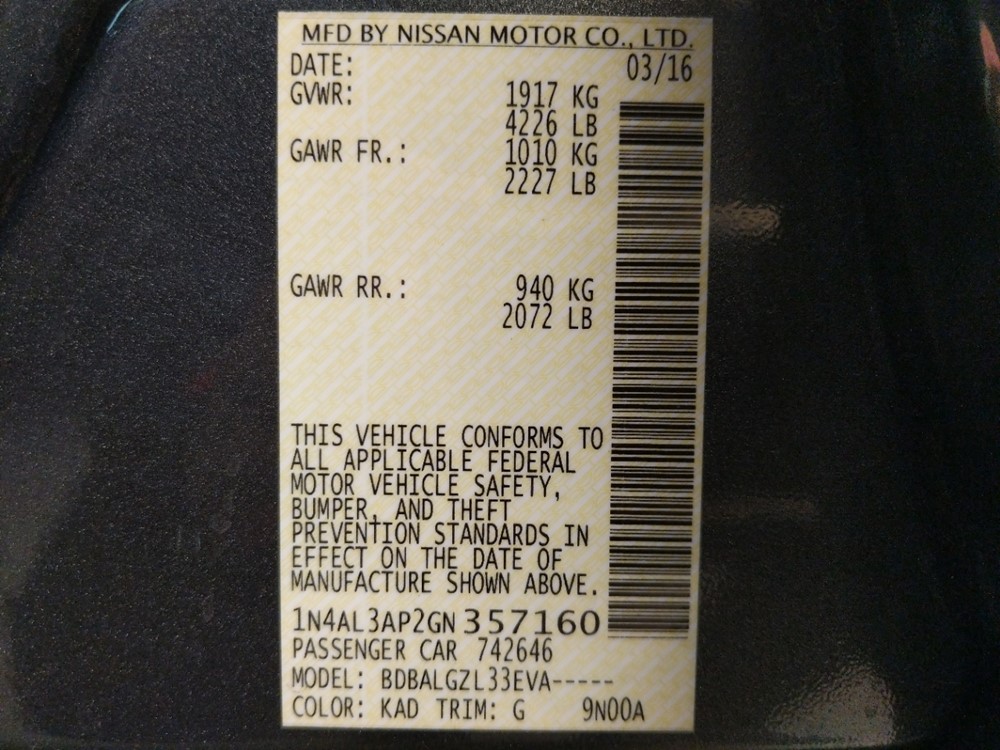 MFD BY NISSAN MOTOR CO., LTD.
DATE: 03/16
GVWR: 1917 KG
4226 LB
GAWR FR.: 1010 KG
2227 LB
GAWR RR.: 940 KG
2072 LB
THIS VEHICLE CONFORMS TO
ALL APPLICABLE FEDERAL
MOTOR VEHICLE SAFETY,
BUMPER, AND THEFT
PREVENTION STANDARDS IN
EFFECT ON THE DATE OF
MANUFACTURE SHOWN ABOVE.
1N4AL3AP2GN357160
PASSENGER CAR 742646
MODEL: BDBALGZL33EVA-----
COLOR: KAD TRIM: G 9N00A